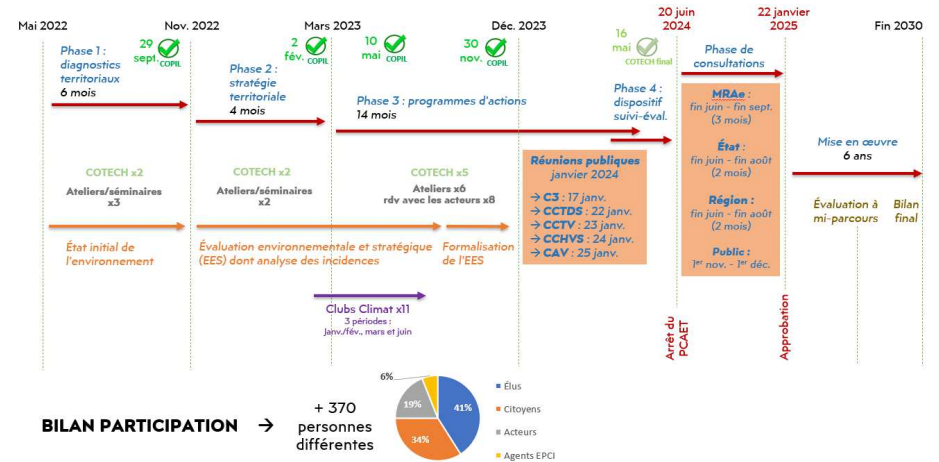 Mai 2022
Nov. 2022
Mars 2023
Déc. 2023
20 juin
2024
22 janvier
2025
Fin 2030
29
sept.
COPIL
2
fév.
COPIL
10
mai
COPIL
30
nov.
COPIL
16
mai
COTECH final
Phase 1 :
diagnostics
territoriaux
6 mois
Phase 2 :
stratégie
territoriale
4 mois
Phase 3 : programmes d'actions
14 mois
Phase 4 :
dispositif
suivi-éval.
Phase de
consultations
MRAe :
fin juin - fin sept.
(3 mois)
État :
fin juin - fin août
(2 mois)
Région :
fin juin - fin août
(2 mois)
Public :
1er nov. - 1er déc.
Mise en œuvre
6 ans
COTECH x2
Ateliers/séminaires
x3
COTECH x2
Ateliers/séminaires
x2
COTECH x5
Ateliers x6
rdv avec les acteurs x8
Réunions publiques
janvier 2024
→ C3 : 17 janv.
→ CCTDS : 22 janv.
→ CCTV : 23 janv.
→ CCHVS : 24 janv.
→ CAV : 25 janv.
Évaluation à
mi-parcours
Bilan
final
État initial de
l'environnement
Évaluation environnementale et stratégique
(EES) dont analyse des incidences
Formalisation
de l'EES
Clubs Climat x11
3 périodes :
Janv./fév., mars et juin
Arrêt du
PCAET
Approbation
BILAN PARTICIPATION →
+ 370
personnes
différentes
6%
19%
41%
34%
Élus
Citoyens
Acteurs
Agents EPCI